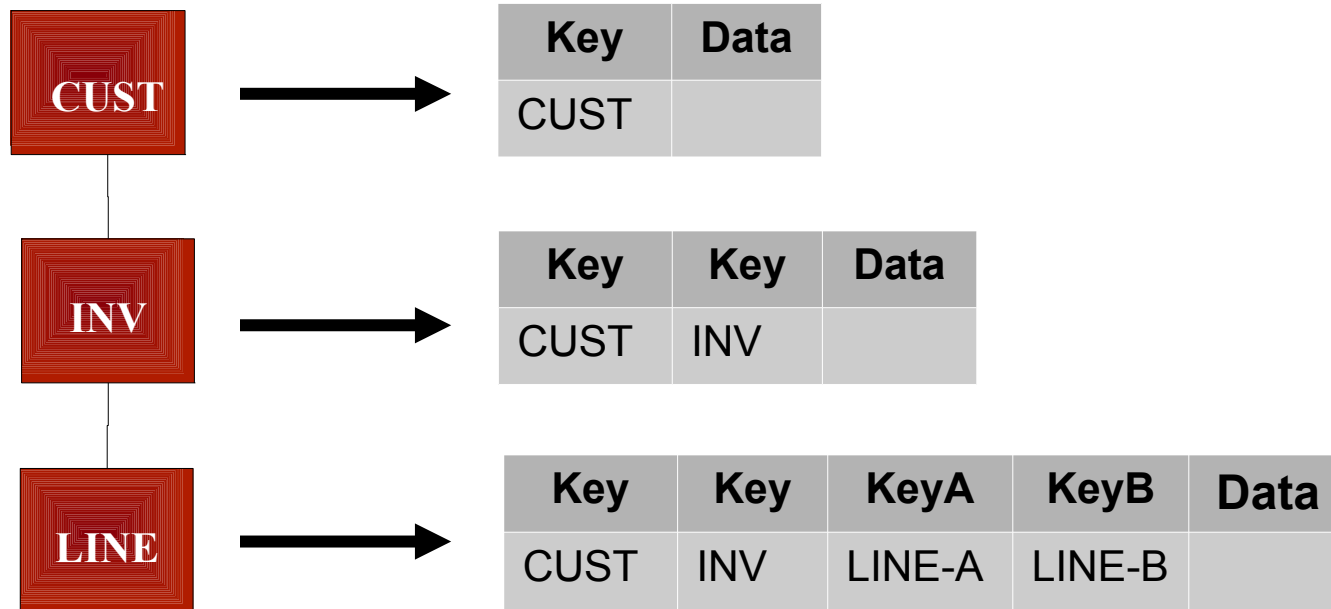 CUST
Key Data
CUST
INV
Key Key Data
CUST INV
LINE
Key Key KeyA KeyB Data
CUST INV LINE-A LINE-B